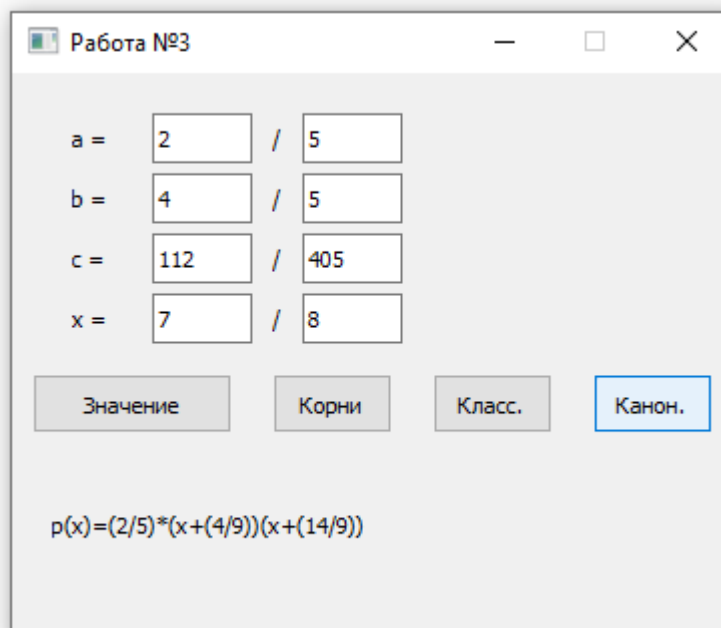 Работа №3
a = 2 / 5
b = 4 / 5
c = 112 / 405
x = 7 / 8
Значение Корни Класс. Канон.
p(x)=(2/5)*(x+(4/9))(x+(14/9))